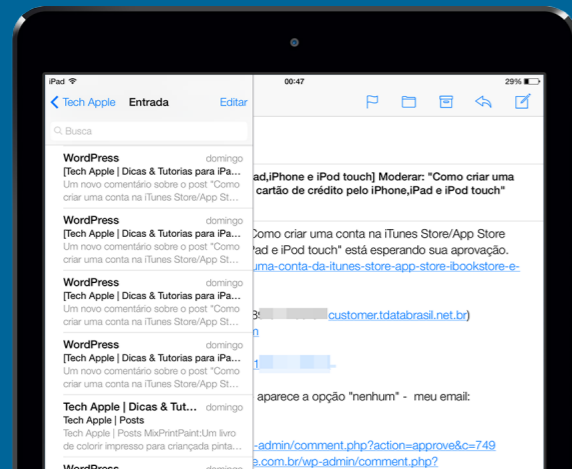 iPad 00:47 29%
Tech Apple Entrada Editar
Busca
WordPress domingo
[Tech Apple | Dicas & Tutorias para iPa...
Um novo comentário sobre o post "Como
criar uma conta na iTunes Store/App St...
WordPress domingo
[Tech Apple | Dicas & Tutorias para iPa...
Um novo comentário sobre o post "Como
criar uma conta na iTunes Store/App St...
WordPress domingo
[Tech Apple | Dicas & Tutorias para iPa...
Um novo comentário sobre o post "Como
criar uma conta na iTunes Store/App St...
WordPress domingo
[Tech Apple | Dicas & Tutorias para iPa...
Um novo comentário sobre o post "Como
criar uma conta na iTunes Store/App St...
Tech Apple | Dicas & Tut... domingo
Tech Apple | Posts
Tech Apple | Posts MixPrintPaint:Um livro
de colorir impresso para criançada pinta...
WordPress domingo
ad,iPhone e iPod touch] Moderar: "Como criar uma
cartão de crédito pelo iPhone,iPad e iPod touch"
Como criar uma conta na iTunes Store/App Store
Pad e iPod touch" está esperando sua aprovação.
uma-conta-da-itunes-store-app-store-ibookstore-e-
customer.tdatabrasil.net.br)
aparece a opção "nenhum" - meu email:
-admin/comment.php?action=approve&c=749
e.com.br/wp-admin/comment.php?